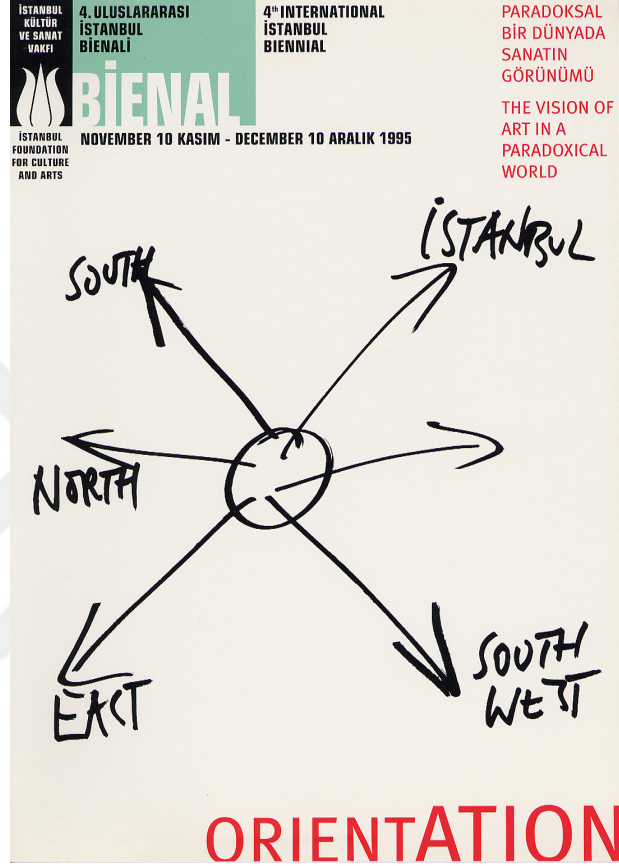 İSTANBUL
KÜLTÜR
VE SANAT
VAKFI
İSTANBUL
FOUNDATION
FOR CULTURE
AND ARTS
4. ULUSLARARASI
İSTANBUL
BİENALİ
4th INTERNATIONAL
İSTANBUL
BIENNIAL
BİENAL
NOVEMBER 10 KASIM - DECEMBER 10 ARALIK 1995
PARADOKSAL
BİR DÜNYADA
SANATIN
GÖRÜNÜMÜ
THE VISION OF
ART IN A
PARADOXICAL
WORLD
SOUTH
İSTANBUL
NORTH
EAST
SOUTH
WEST
ORIENTATION